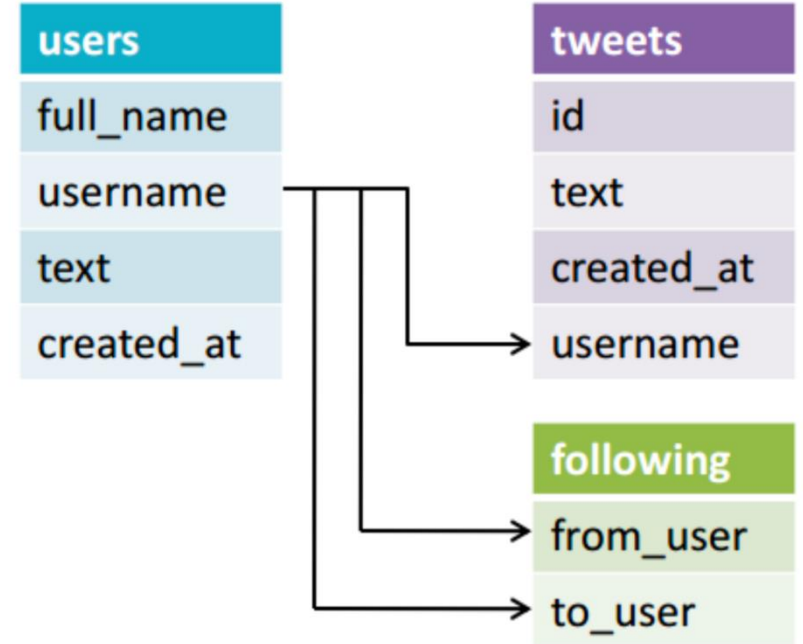 users
full_name
username
text
created_at
tweets
id
text
created_at
username
following
from_user
to_user